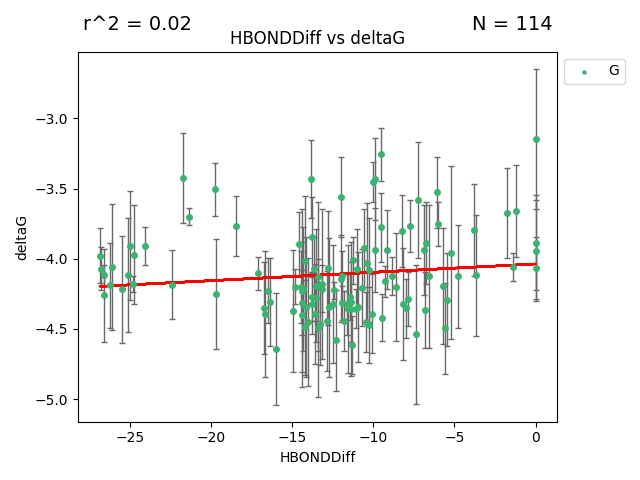 r^2 = 0.02
N = 114
HBONDDiff vs deltaG
G
−3.0
−3.5
−4.0
−4.5
−5.0
deltaG
−25
−20
−15
−10
−5
0
HBONDDiff